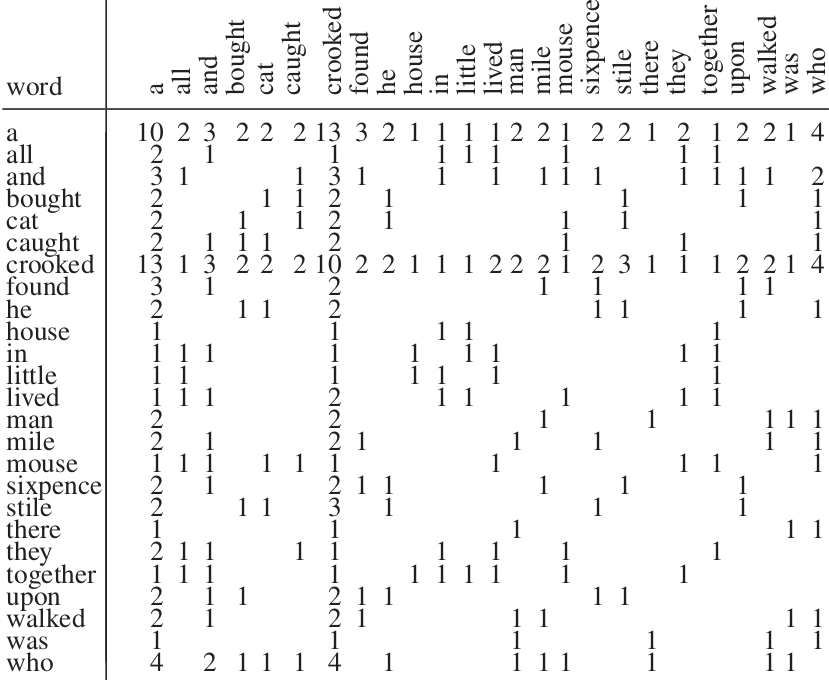 word a all and bought cat caught crooked found he house in little lived man mile mouse sixpence stile there they together upon walked was who
a 10 2 3 2 2 2 13 3 2 1 1 1 1 2 2 1 2 2 1 2 1 2 2 1 4
all 2 1 1 1 1 1 1 1 1
and 3 1 1 3 1 1 1 1 1 1 1 1 1 1 2
bought 2 1 1 2 1 1 1 1
cat 2 1 1 2 1 1 1 1
caught 2 1 1 1 2 1 1 1
crooked 13 1 3 2 2 2 10 2 2 1 1 1 2 2 2 1 2 3 1 1 1 2 2 1 4
found 3 1 2 1 1 1 1
he 2 1 1 2 1 1 1 1
house 1 1 1 1 1
in 1 1 1 1 1 1 1 1 1
little 1 1 1 1 1 1 1
lived 1 1 1 2 1 1 1 1 1
man 2 2 1 1 1 1 1
mile 2 1 2 1 1 1 1 1
mouse 1 1 1 1 1 1 1 1 1 1
sixpence 2 1 2 1 1 1 1 1
stile 2 1 1 3 1 1 1
there 1 1 1 1 1
they 2 1 1 1 1 1 1 1 1
together 1 1 1 1 1 1 1 1 1 1
upon 2 1 1 2 1 1 1 1
walked 2 1 2 1 1 1 1 1
was 1 1 1 1 1 1
who 4 2 1 1 1 4 1 1 1 1 1 1 1